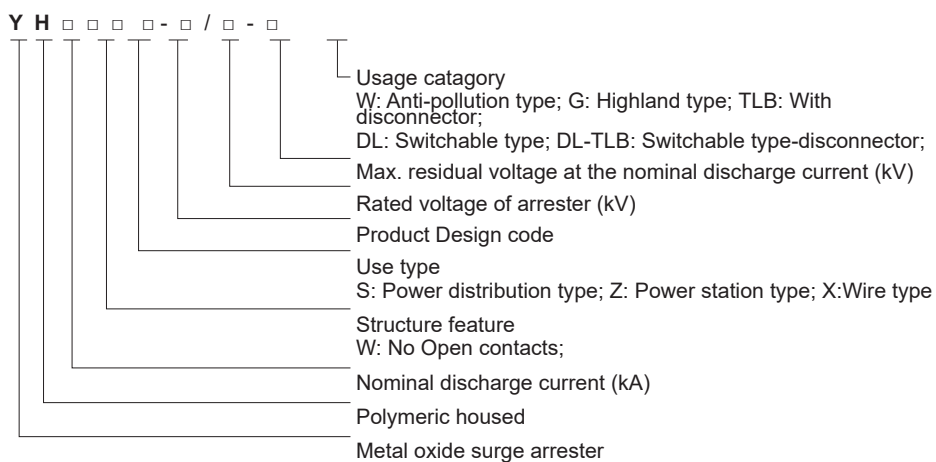 Y H □ □ □ □ - □ / □ - □
Usage catagory
W: Anti-pollution type; G: Highland type; TLB: With
disconnector;
DL: Switchable type; DL-TLB: Switchable type-disconnector;
Max. residual voltage at the nominal discharge current (kV)
Rated voltage of arrester (kV)
Product Design code
Use type
S: Power distribution type; Z: Power station type; X:Wire type
Structure feature
W: No Open contacts;
Nominal discharge current (kA)
Polymeric housed
Metal oxide surge arrester